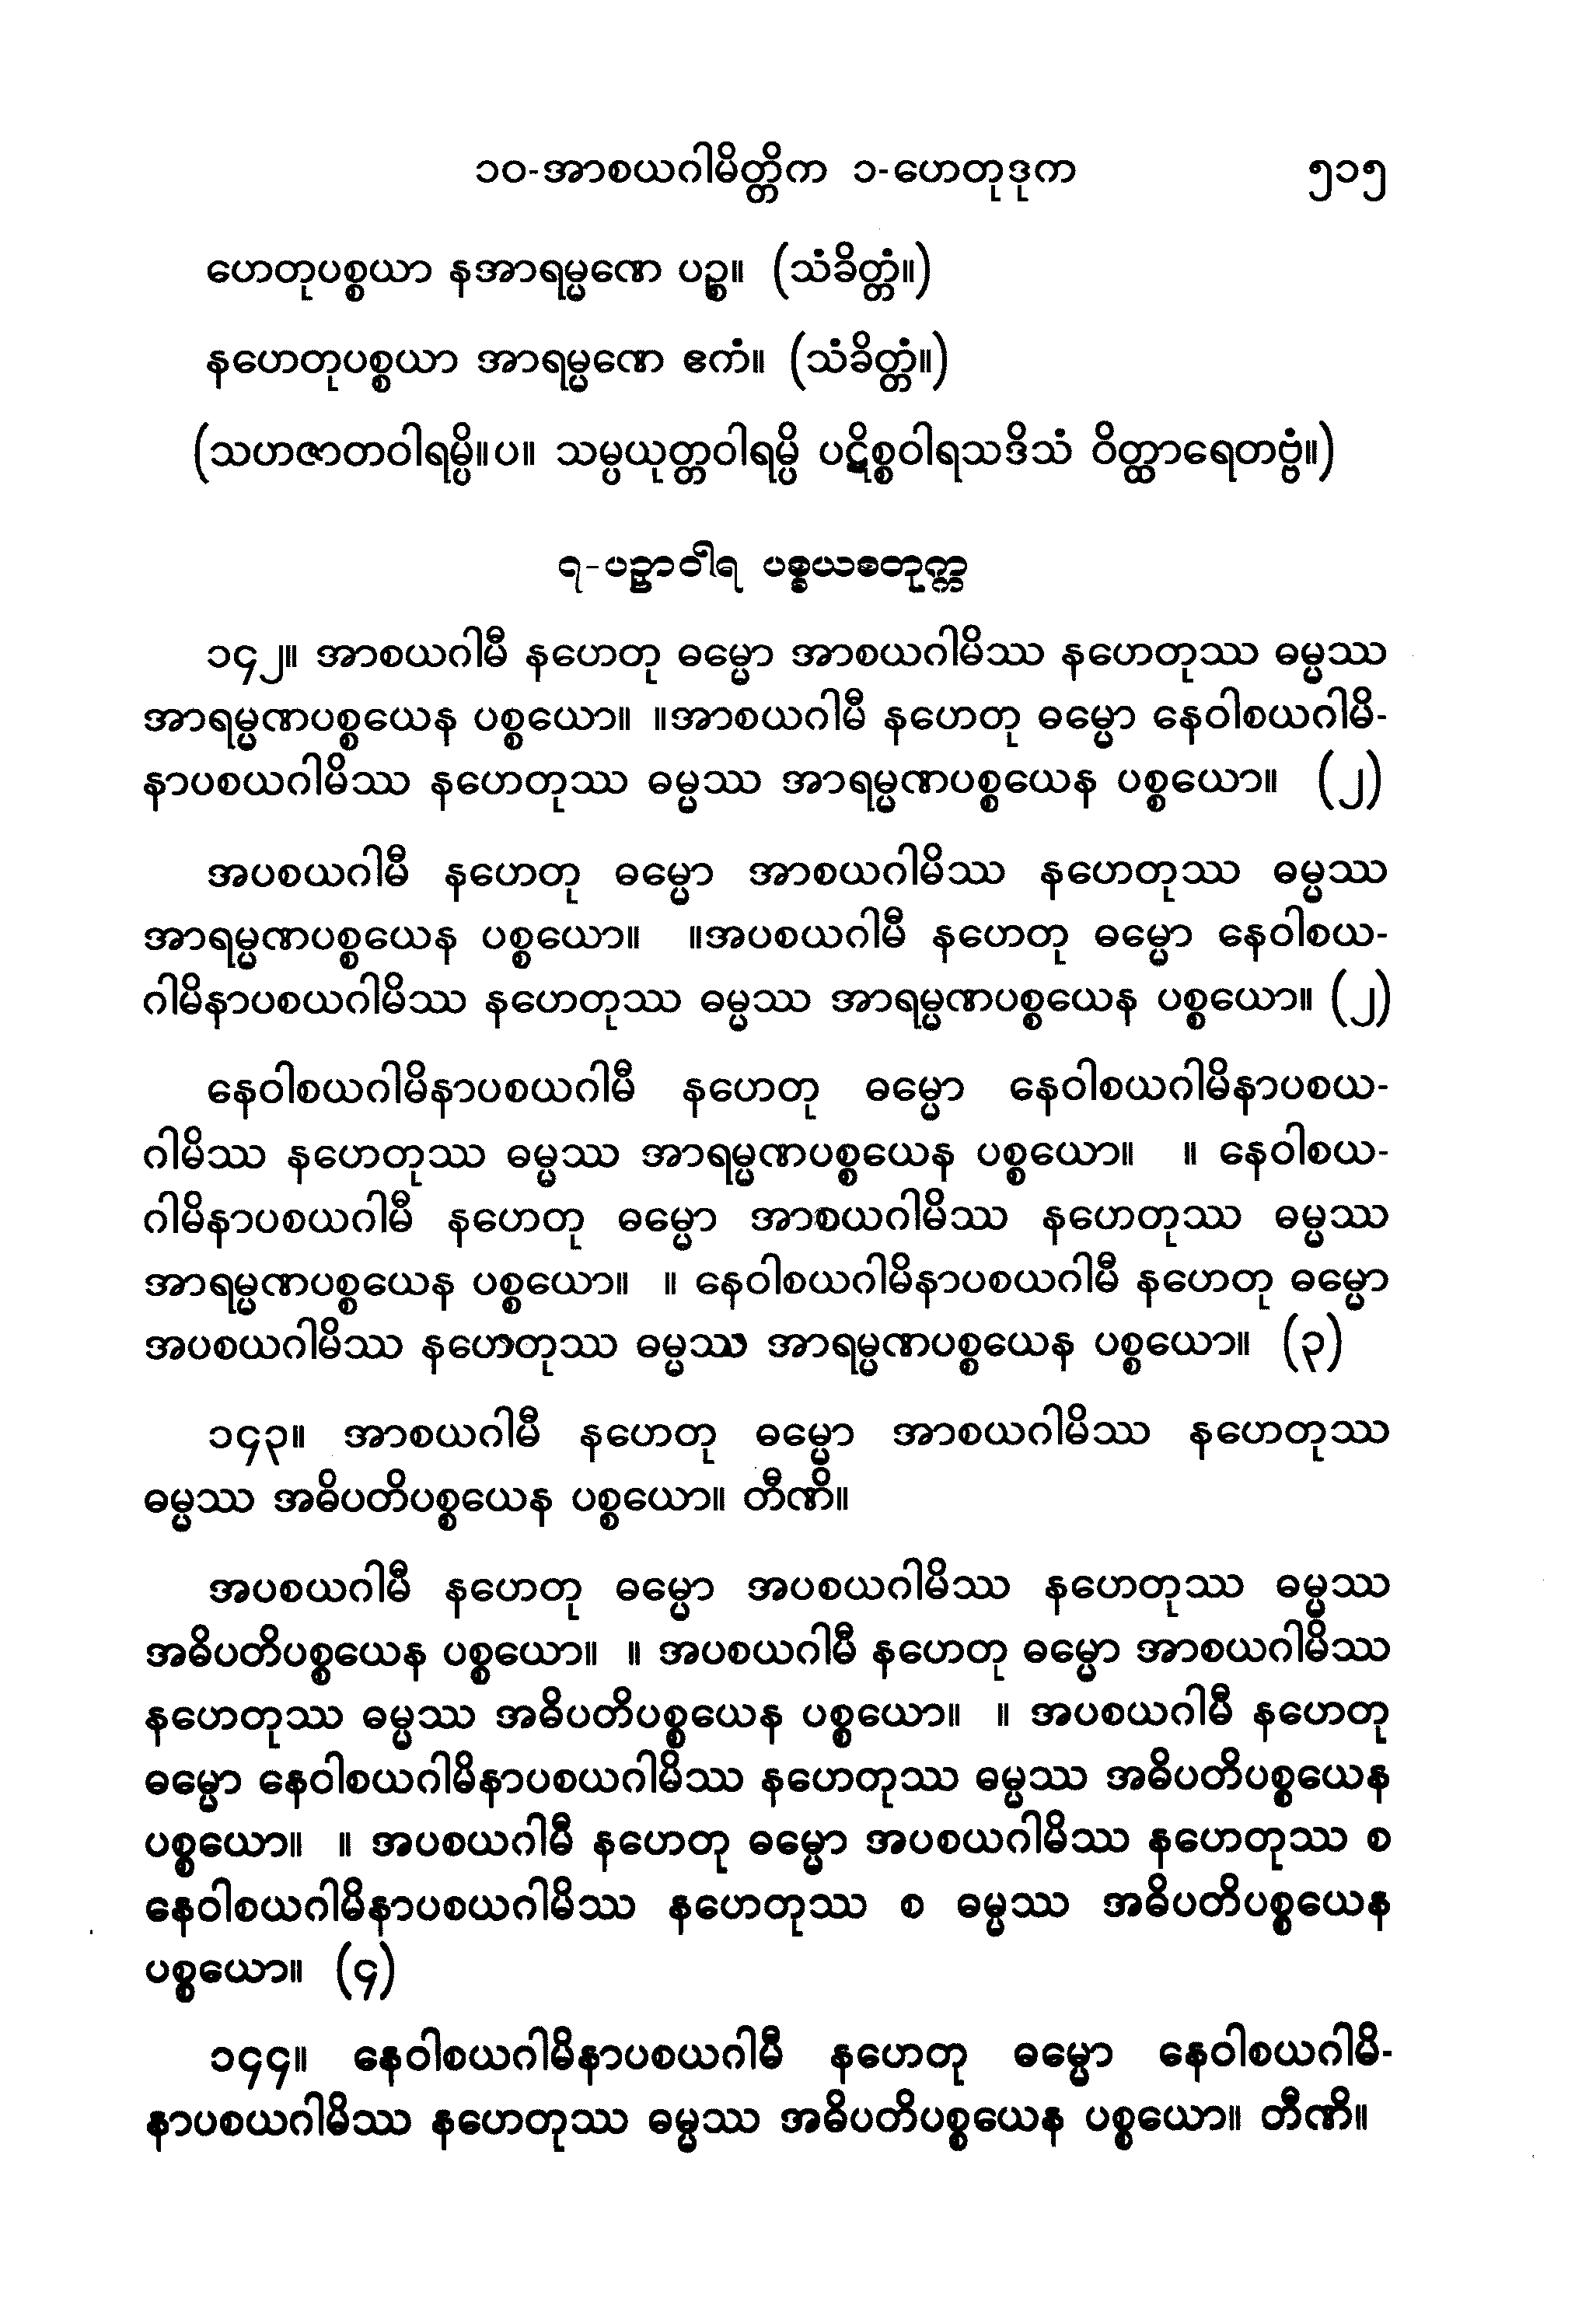 ၁၀-အာစယဂါမိတ္တိက ၁-ဟေတုဒုက ၅၁၅
ဟေတုပစ္စယာ နအာရမ္မဏေ ပဉ္စ။ (သံခိတ္တံ။)
နဟေတုပစ္စယာ အာရမ္မဏေ ဧကံ။ (သံခိတ္တံ။)
(သဟဇာတဝါရမ္ပိ။ပ။ သမ္ပယုတ္တဝါရမ္ပိ ပဋိစ္စဝါရသဒိသံ ဝိတ္ထာရေတဗ္ဗံ။)
၇-ပဉှာဝါရ ပစ္စယစတုက္က
၁၄၂။ အာစယဂါမီ နဟေတု ဓမ္မော အာစယဂါမိဿ နဟေတုဿ ဓမ္မဿ
အာရမ္မဏပစ္စယေန ပစ္စယော။ ။အာစယဂါမီ နဟေတု ဓမ္မော နေဝါစယဂါမိ-
နာပစယဂါမိဿ နဟေတုဿ ဓမ္မဿ အာရမ္မဏပစ္စယေန ပစ္စယော။ (၂)
အပစယဂါမီ နဟေတု ဓမ္မော အာစယဂါမိဿ နဟေတုဿ ဓမ္မဿ
အာရမ္မဏပစ္စယေန ပစ္စယော။ ။အပစယဂါမီ နဟေတု ဓမ္မော နေဝါစယ-
ဂါမိနာပစယဂါမိဿ နဟေတုဿ ဓမ္မဿ အာရမ္မဏပစ္စယေန ပစ္စယော။ (၂)
နေဝါစယဂါမိနာပစယဂါမီ နဟေတု ဓမ္မော နေဝါစယဂါမိနာပစယ-
ဂါမိဿ နဟေတုဿ ဓမ္မဿ အာရမ္မဏပစ္စယေန ပစ္စယော။ ။ နေဝါစယ-
ဂါမိနာပစယဂါမီ နဟေတု ဓမ္မော အာစယဂါမိဿ နဟေတုဿ ဓမ္မဿ
အာရမ္မဏပစ္စယေန ပစ္စယော။ ။ နေဝါစယဂါမိနာပစယဂါမီ နဟေတု ဓမ္မော
အပစယဂါမိဿ နဟေတုဿ ဓမ္မဿ အာရမ္မဏပစ္စယေန ပစ္စယော။ (၃)
၁၄၃။ အာစယဂါမီ နဟေတု ဓမ္မော အာစယဂါမိဿ နဟေတုဿ
ဓမ္မဿ အဓိပတိပစ္စယေန ပစ္စယော။ တီဏိ။
အပစယဂါမီ နဟေတု ဓမ္မော အပစယဂါမိဿ နဟေတုဿ ဓမ္မဿ
အဓိပတိပစ္စယေန ပစ္စယော။ ။ အပစယဂါမီ နဟေတု ဓမ္မော အာစယဂါမိဿ
နဟေတုဿ ဓမ္မဿ အဓိပတိပစ္စယေန ပစ္စယော။ ။ အပစယဂါမီ နဟေတု
ဓမ္မော နေဝါစယဂါမိနာပစယဂါမိဿ နဟေတုဿ ဓမ္မဿ အဓိပတိပစ္စယေန
ပစ္စယော။ ။ အပစယဂါမီ နဟေတု ဓမ္မော အပစယဂါမိဿ နဟေတုဿ စ
နေဝါစယဂါမိနာပစယဂါမိဿ နဟေတုဿ စ ဓမ္မဿ အဓိပတိပစ္စယေန
ပစ္စယော။ (၄)
၁၄၄။ နေဝါစယဂါမိနာပစယဂါမီ နဟေတု ဓမ္မော နေဝါစယဂါမိ-
နာပစယဂါမိဿ နဟေတုဿ ဓမ္မဿ အဓိပတိပစ္စယေန ပစ္စယော။ တီဏိ။